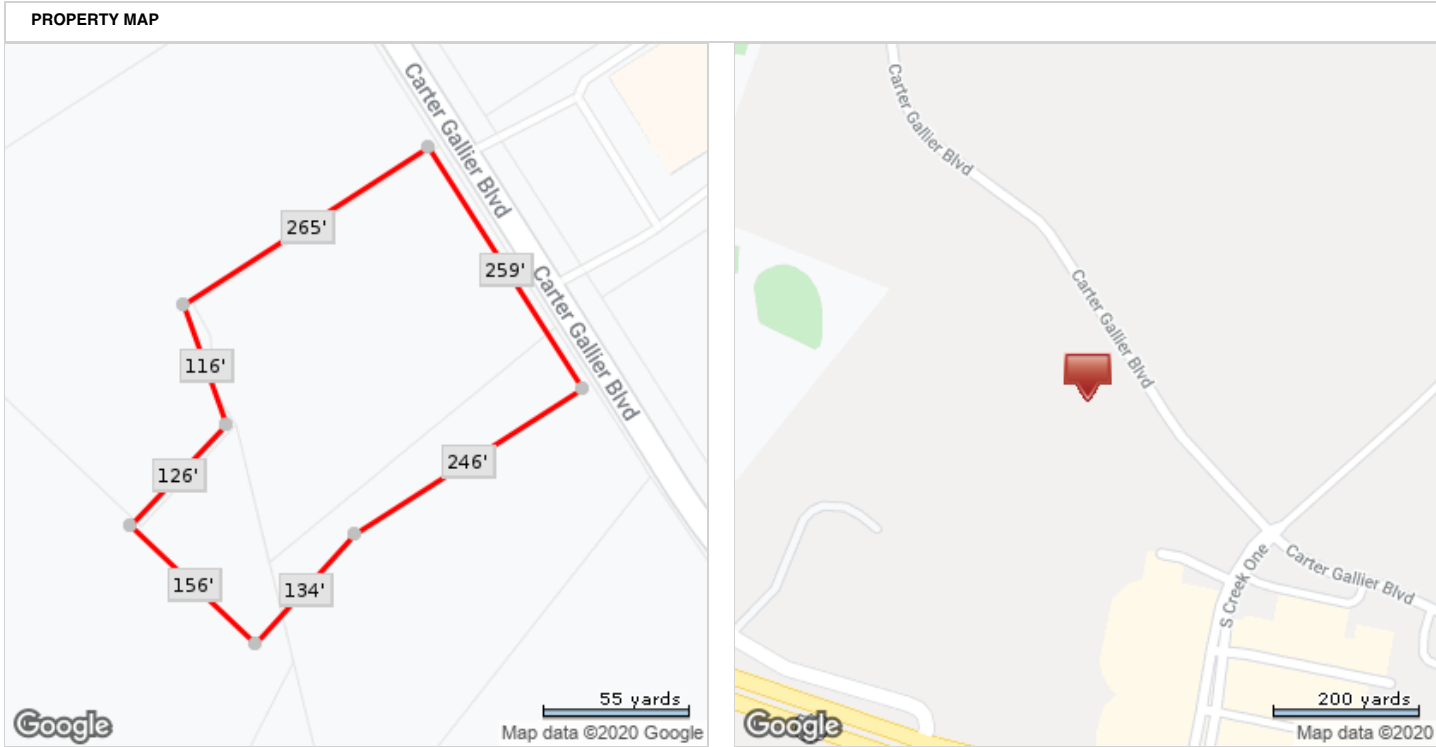 PROPERTY MAP
Carter Gallier Blvd
265'
259'
Carter Gallier Blvd
116'
246'
126'
156'
134'
55 yards
Google
Map data ©2020 Google
Carter Gallier Blvd
Carter Gallier Blvd
S Creek One
Carter Gallier Blvd
200 yards
Google
Map data ©2020